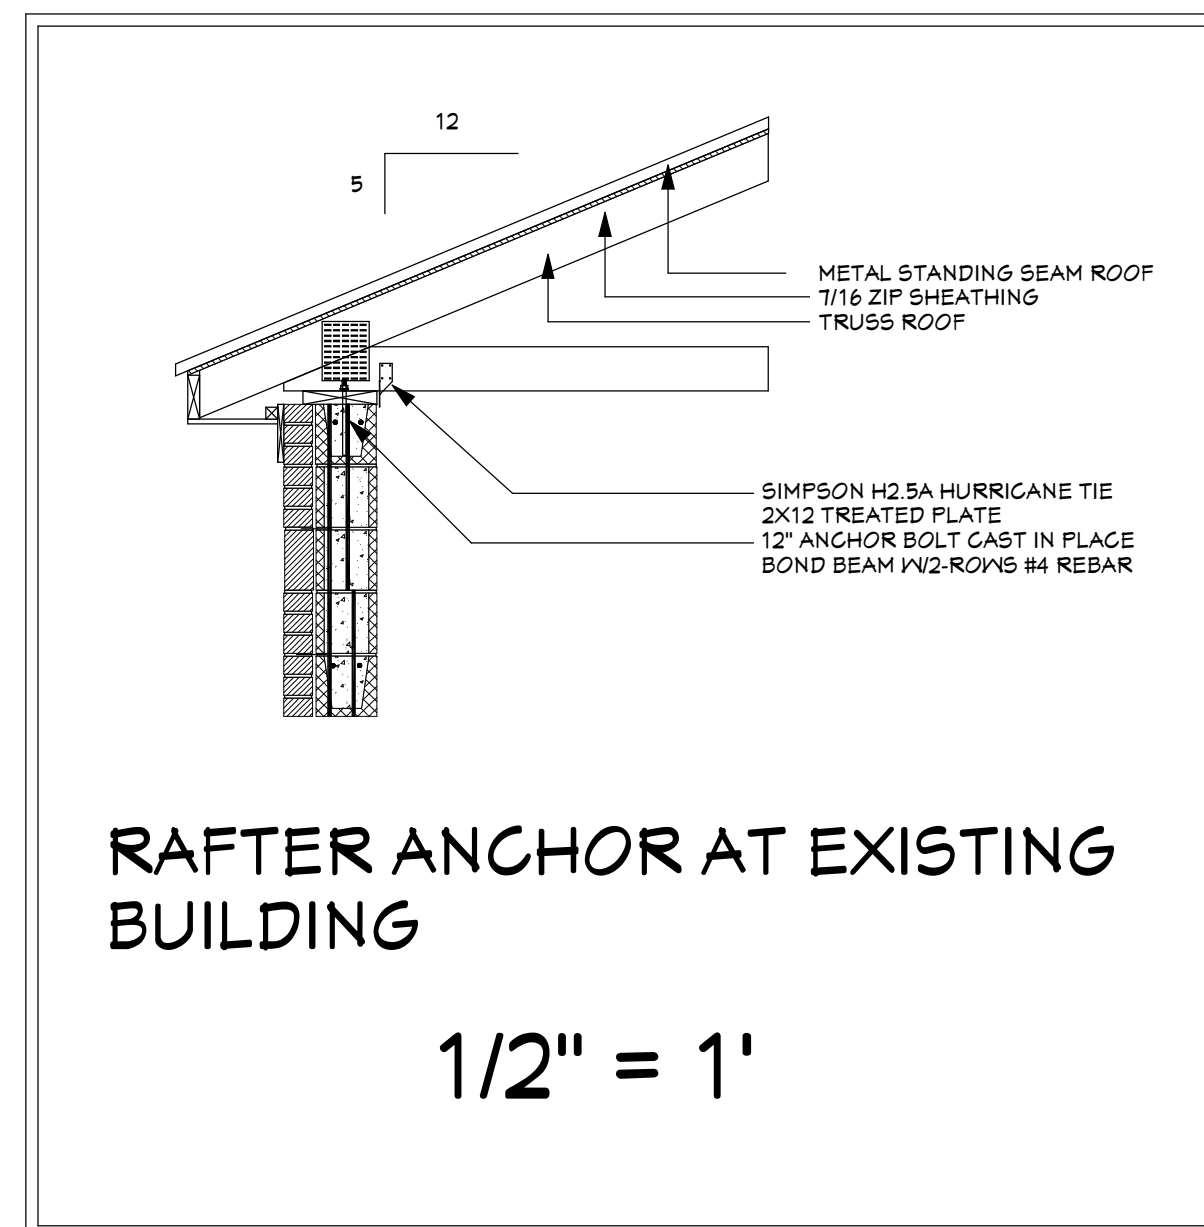 12
5
METAL STANDING SEAM ROOF
7/16 ZIP SHEATHING
TRUSS ROOF
SIMPSON H2.5A HURRICANE TIE
2X12 TREATED PLATE
12" ANCHOR BOLT CAST IN PLACE
BOND BEAM W/2-ROWS #4 REBAR
RAFTER ANCHOR AT EXISTING
BUILDING
1/2" = 1'